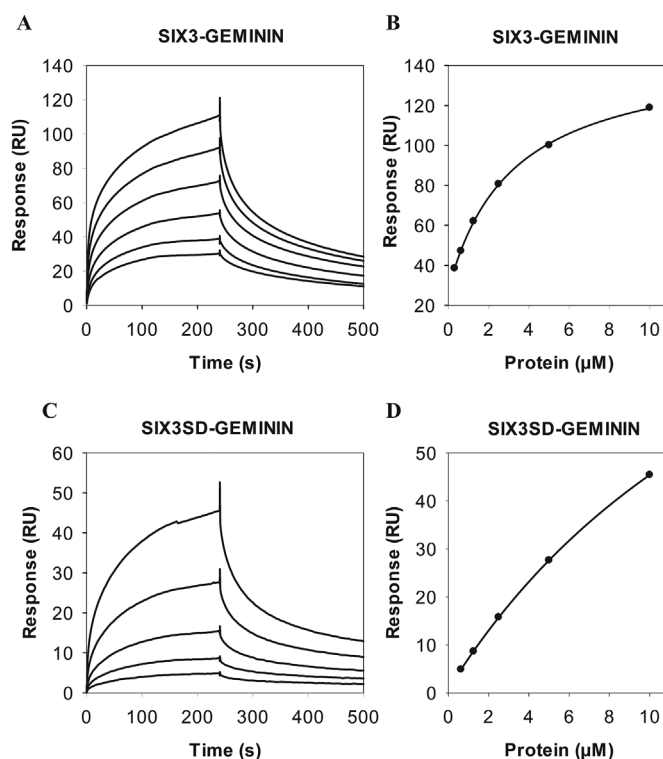 A
SIX3-GEMININ
140
120
100
80
60
40
20
0
Response (RU)
0 100 200 300 400 500
Time (s)
B
SIX3-GEMININ
140
120
100
80
60
40
20
Response (RU)
0 2 4 6 8 10
Protein (µM)
C
SIX3SD-GEMININ
60
50
40
30
20
10
0
Response (RU)
0 100 200 300 400 500
Time (s)
D
SIX3SD-GEMININ
50
40
30
20
10
0
Response (RU)
0 2 4 6 8 10
Protein (µM)